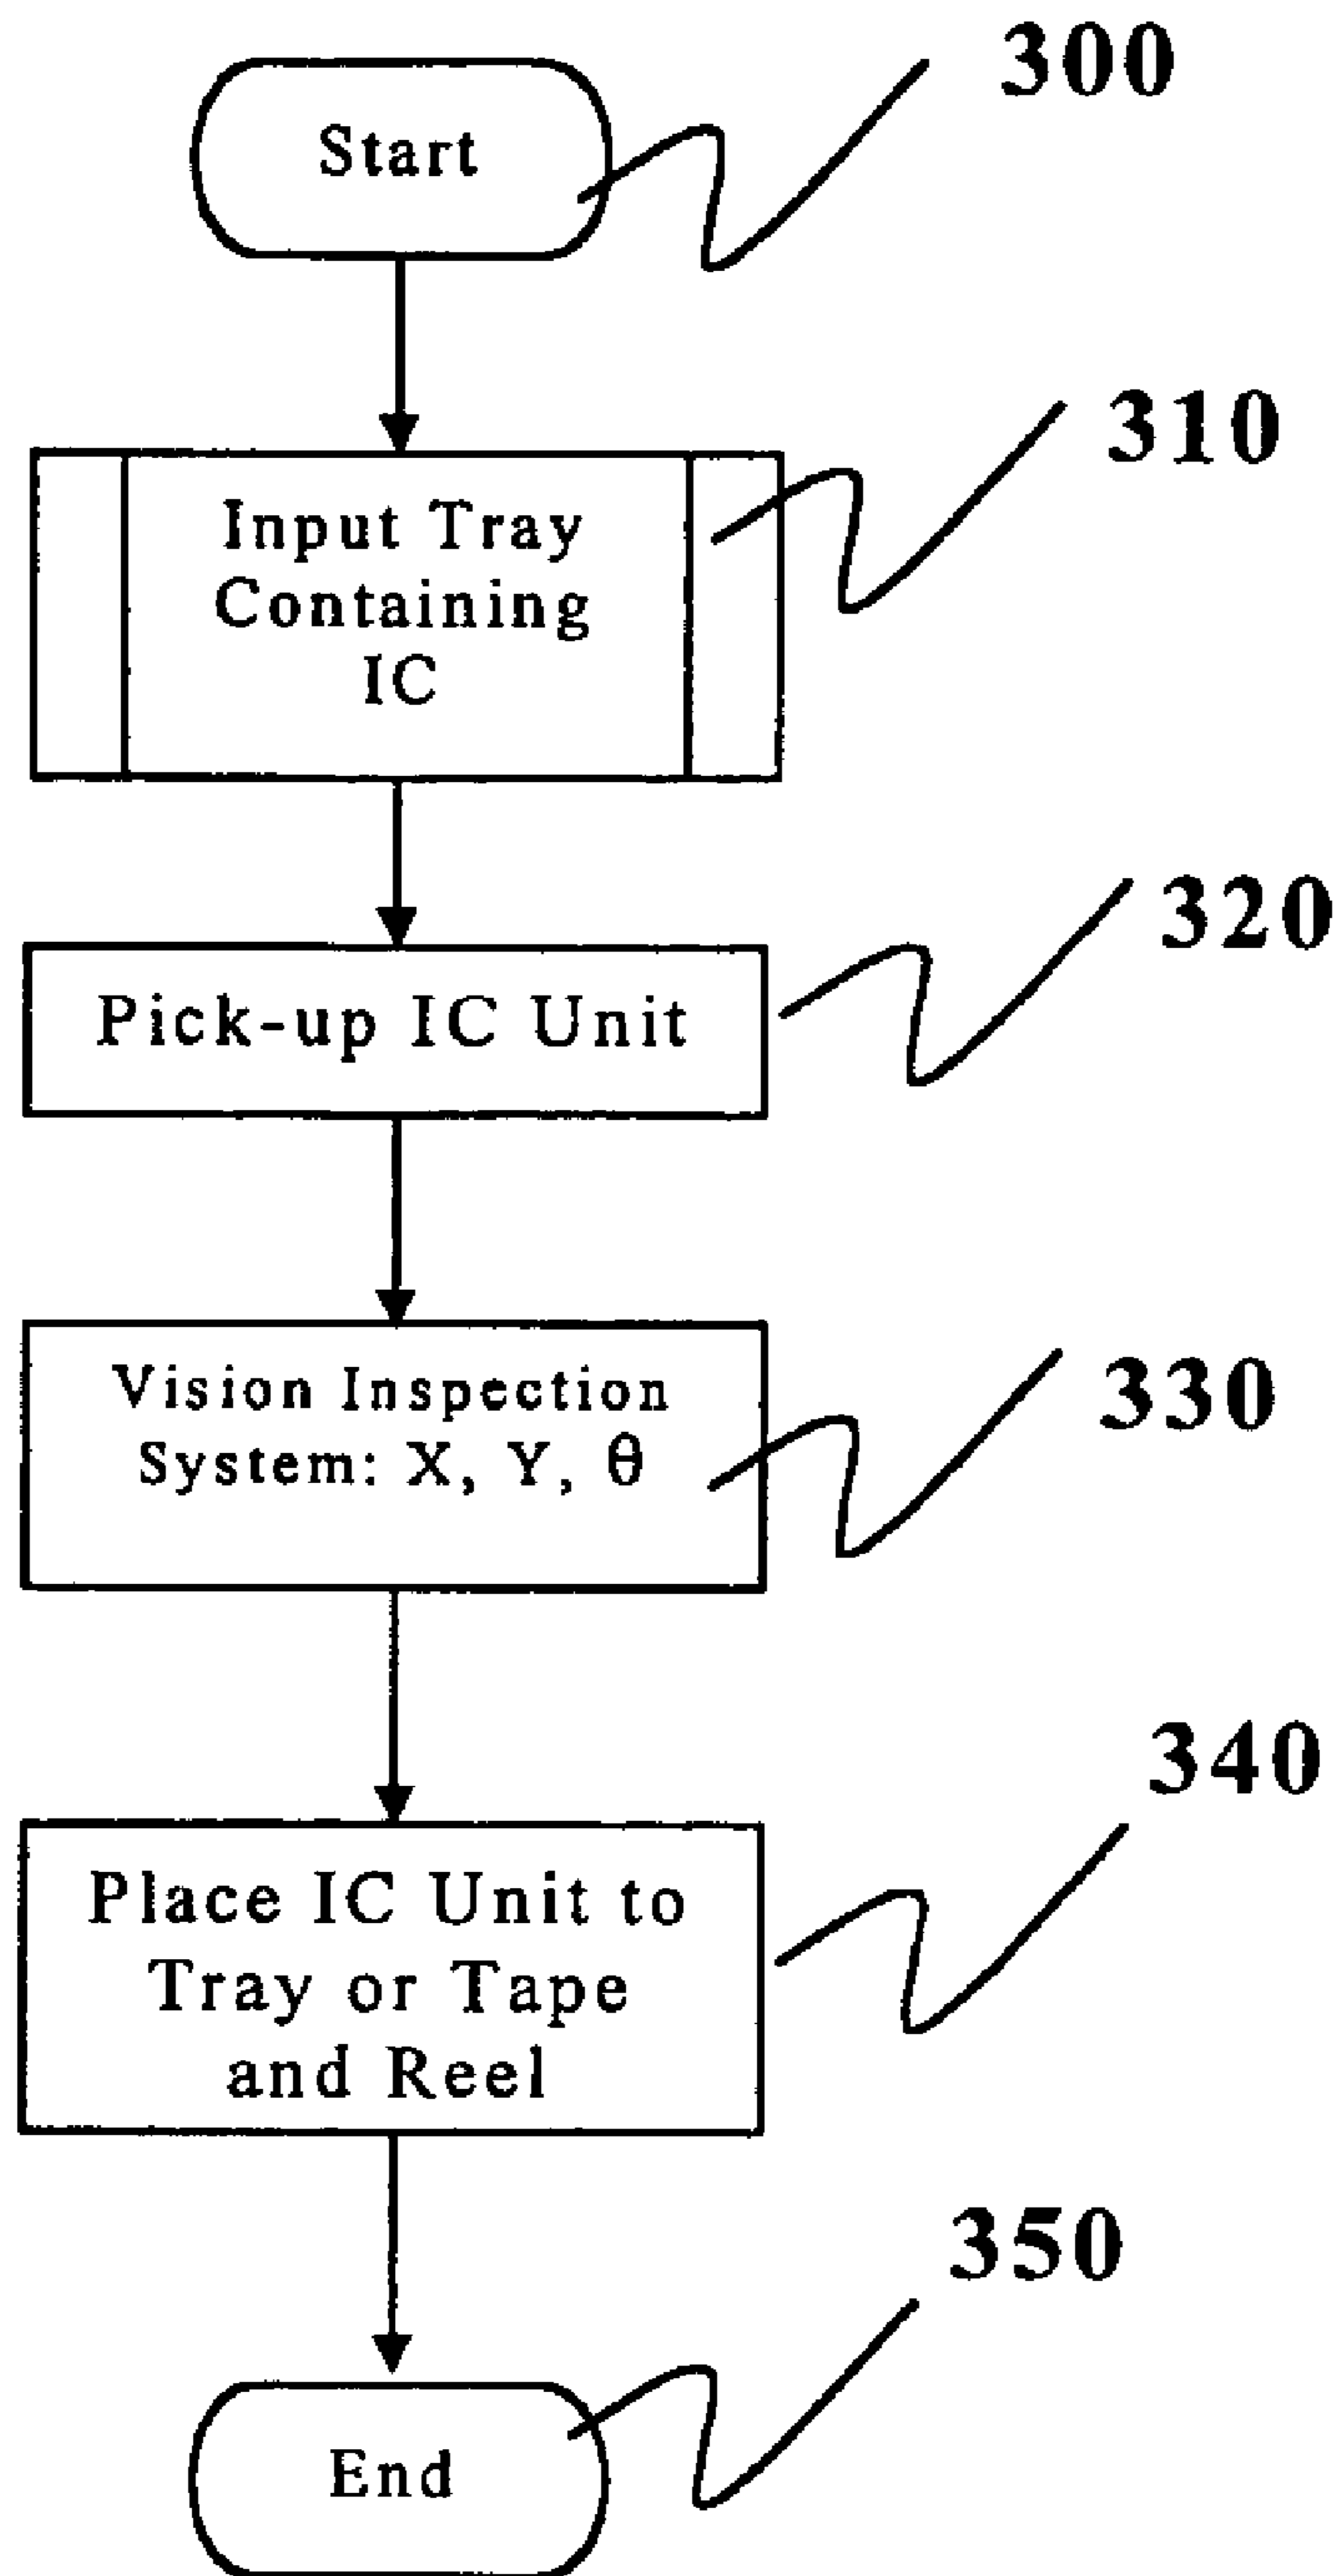 300
Start
310
Input Tray
Containing
IC
320
Pick-up IC Unit
330
Vision Inspection
System: X, Y, θ
340
Place IC Unit to
Tray or Tape
and Reel
350
End